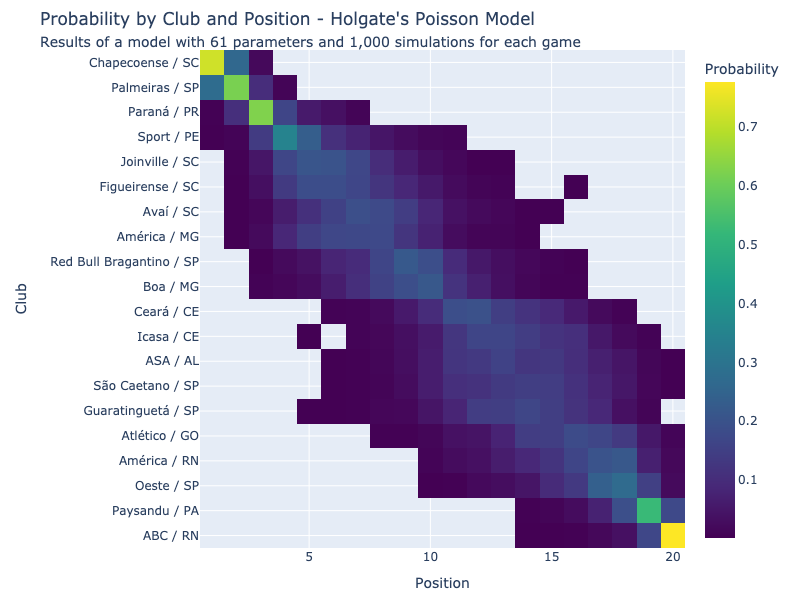 Probability by Club and Position - Holgate's Poisson Model
Results of a model with 61 parameters and 1,000 simulations for each game
Probability
Chapecoense / SC
Palmeiras / SP
Paraná / PR
Sport / PE
Joinville / SC
Figueirense / SC
Avaí / SC
América / MG
Red Bull Bragantino / SP
Boa / MG
Ceará / CE
Icasa / CE
ASA / AL
São Caetano / SP
Guaratinguetá / SP
Atlético / GO
América / RN
Oeste / SP
Paysandu / PA
ABC / RN
Club
0.7
0.6
0.5
0.4
0.3
0.2
0.1
5
10
15
20
Position